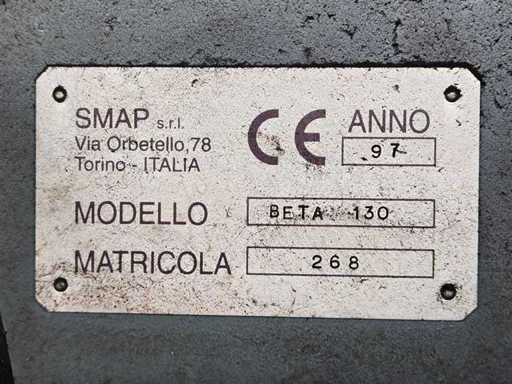 SMAP s.r.l.
Via Orbetello,78
Torino - ITALIA
CE
ANNO
97
MODELLO BETA 130
MATRICOLA 268